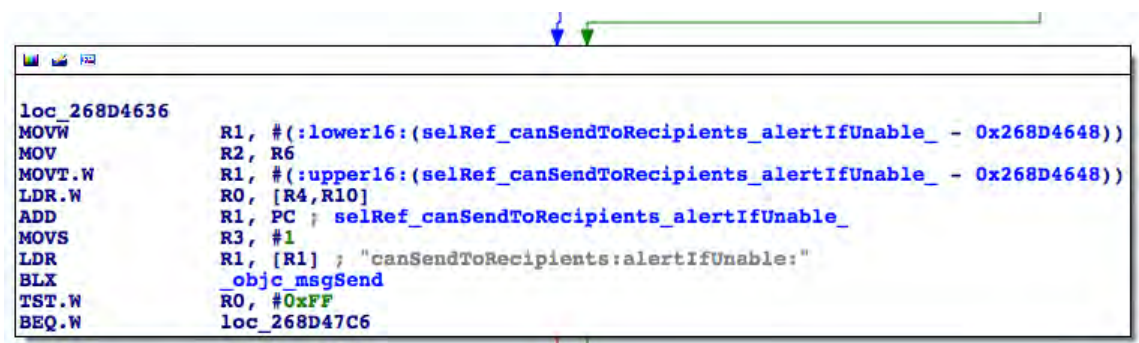 loc_268D4636
MOVW R1, #(:lower16:(selRef_canSendToRecipients_alertIfUnable_ - 0x268D4648))
MOV R2, R6
MOVT.W R1, #(:upper16:(selRef_canSendToRecipients_alertIfUnable_ - 0x268D4648))
LDR.W R0, [R4,R10]
ADD R1, PC ; selRef_canSendToRecipients_alertIfUnable_
MOVS R3, #1
LDR R1, [R1] ; "canSendToRecipients:alertIfUnable:"
BLX _objc_msgSend
TST.W R0, #0xFF
BEQ.W loc_268D47C6